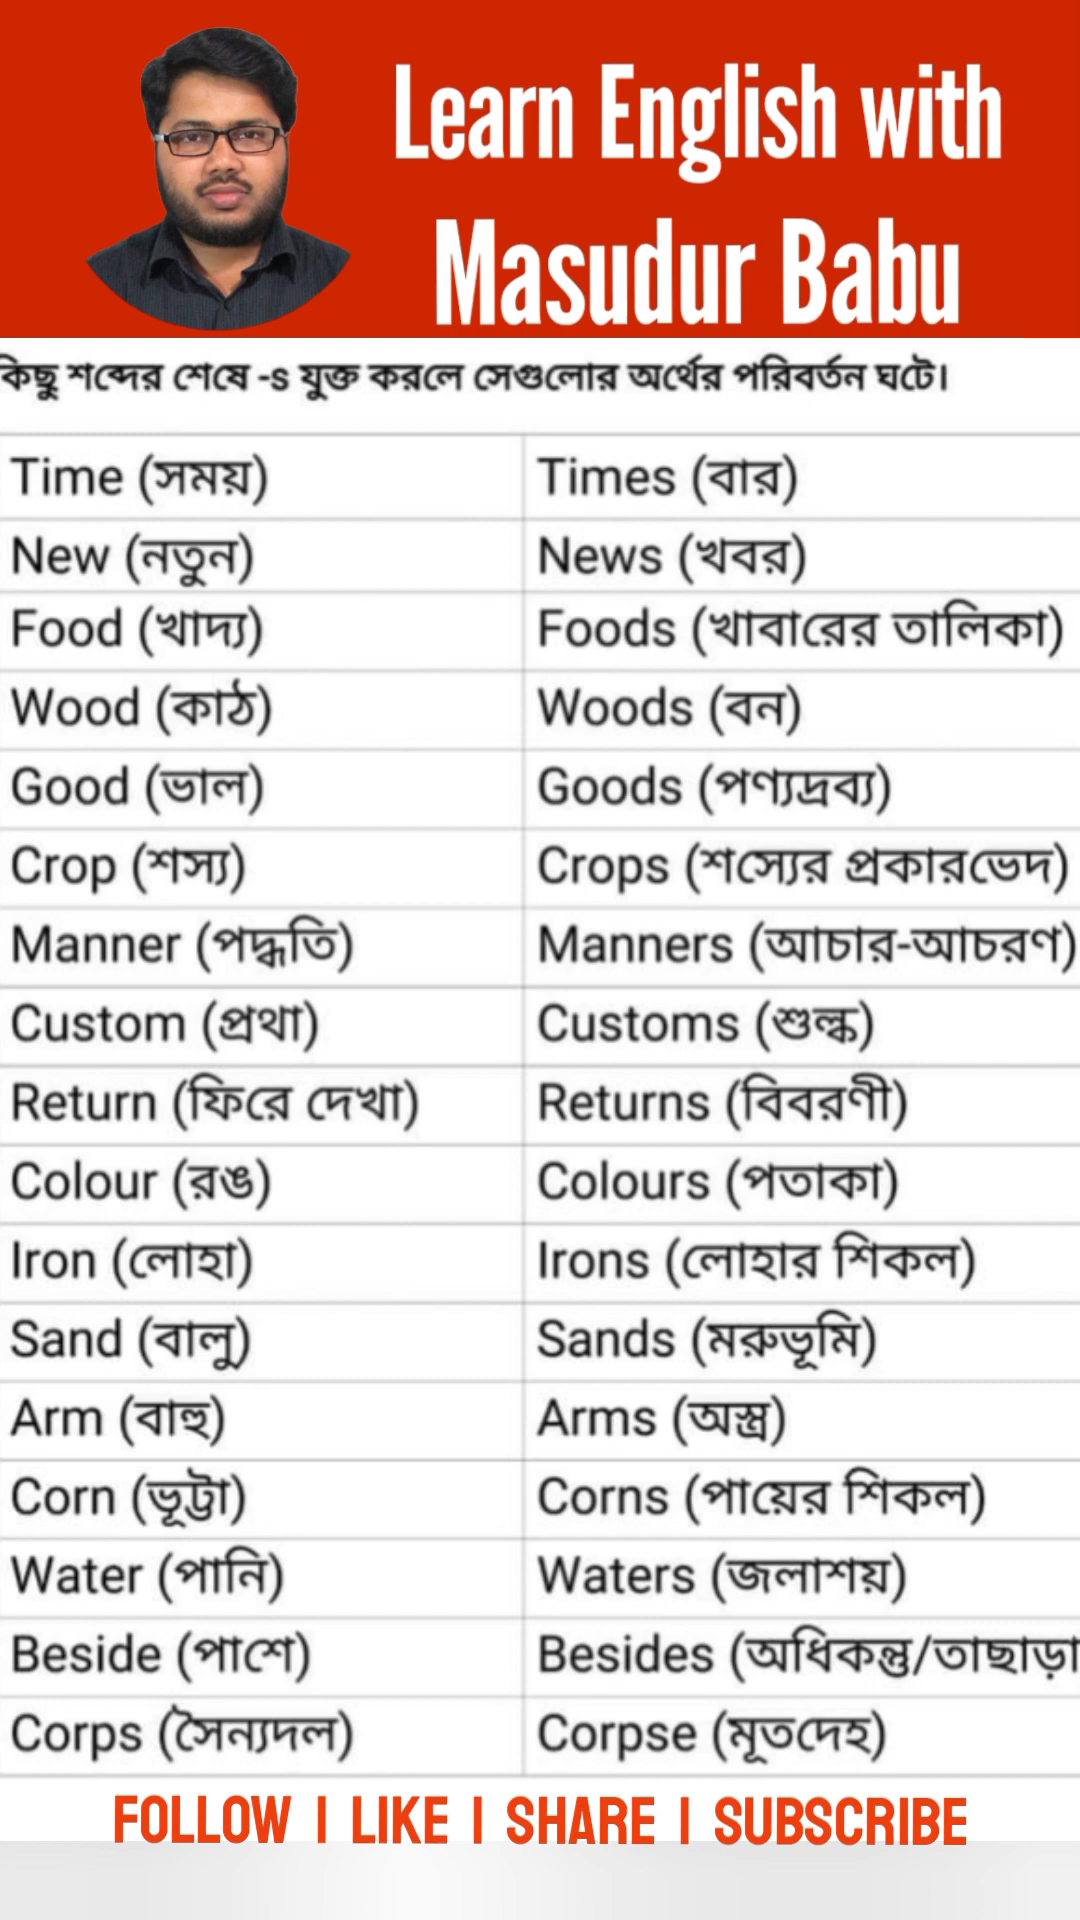 Learn English with
Masudur Babu
কিছু শব্দের শেষে -s যুক্ত করলে সেগুলোর অর্থের পরিবর্তন ঘটে।
Time (সময়) Times (বার)
New (নতুন) News (খবর)
Food (খাদ্য) Foods (খাবারের তালিকা)
Wood (কাঠ) Woods (বন)
Good (ভাল) Goods (পণ্যদ্রব্য)
Crop (শস্য) Crops (শস্যের প্রকারভেদ)
Manner (পদ্ধতি) Manners (আচার-আচরণ)
Custom (প্রথা) Customs (শুল্ক)
Return (ফিরে দেখা) Returns (বিবরণী)
Colour (রঙ) Colours (পতাকা)
Iron (লোহা) Irons (লোহার শিকল)
Sand (বালু) Sands (মরুভূমি)
Arm (বাহু) Arms (অস্ত্র)
Corn (ভূট্টা) Corns (পায়ের শিকল)
Water (পানি) Waters (জলাশয়)
Beside (পাশে) Besides (অধিকন্তু/তাছাড়া
Corps (সৈন্যদল) Corpse (মৃতদেহ)
FOLLOW | LIKE | SHARE | SUBSCRIBE